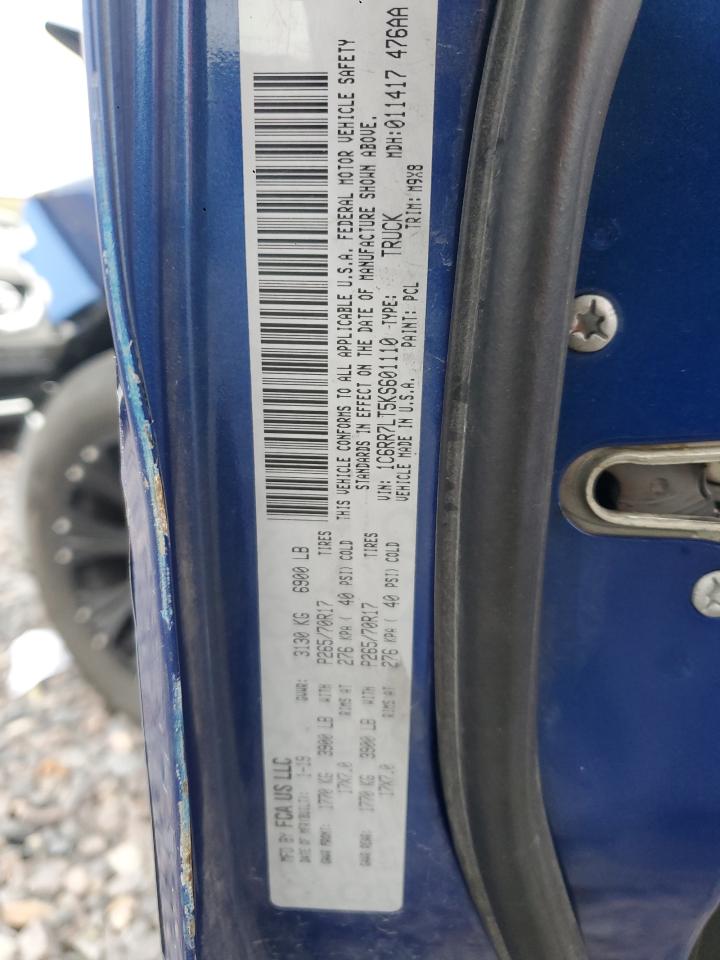 MFD BY FCA US LLC
DATE OF MFR: 1-19 GVWR: 3130 KG 6900 LB
GAWR FRONT: 1770 KG 3900 LB WITH P265/70R17 TIRES
17X7.0 RIMS AT 276 KPA ( 40 PSI) COLD
GAWR REAR: 1770 KG 3900 LB WITH P265/70R17 TIRES
17X7.0 RIMS AT 276 KPA ( 40 PSI) COLD
THIS VEHICLE CONFORMS TO ALL APPLICABLE U.S.A. FEDERAL MOTOR VEHICLE SAFETY
STANDARDS IN EFFECT ON THE DATE OF MANUFACTURE SHOWN ABOVE.
VIN: 1C6RR7LT5KS601110 TYPE: TRUCK MDH:011417 476AA
VEHICLE MADE IN U.S.A. PAINT: PCL TRIM: M9X8